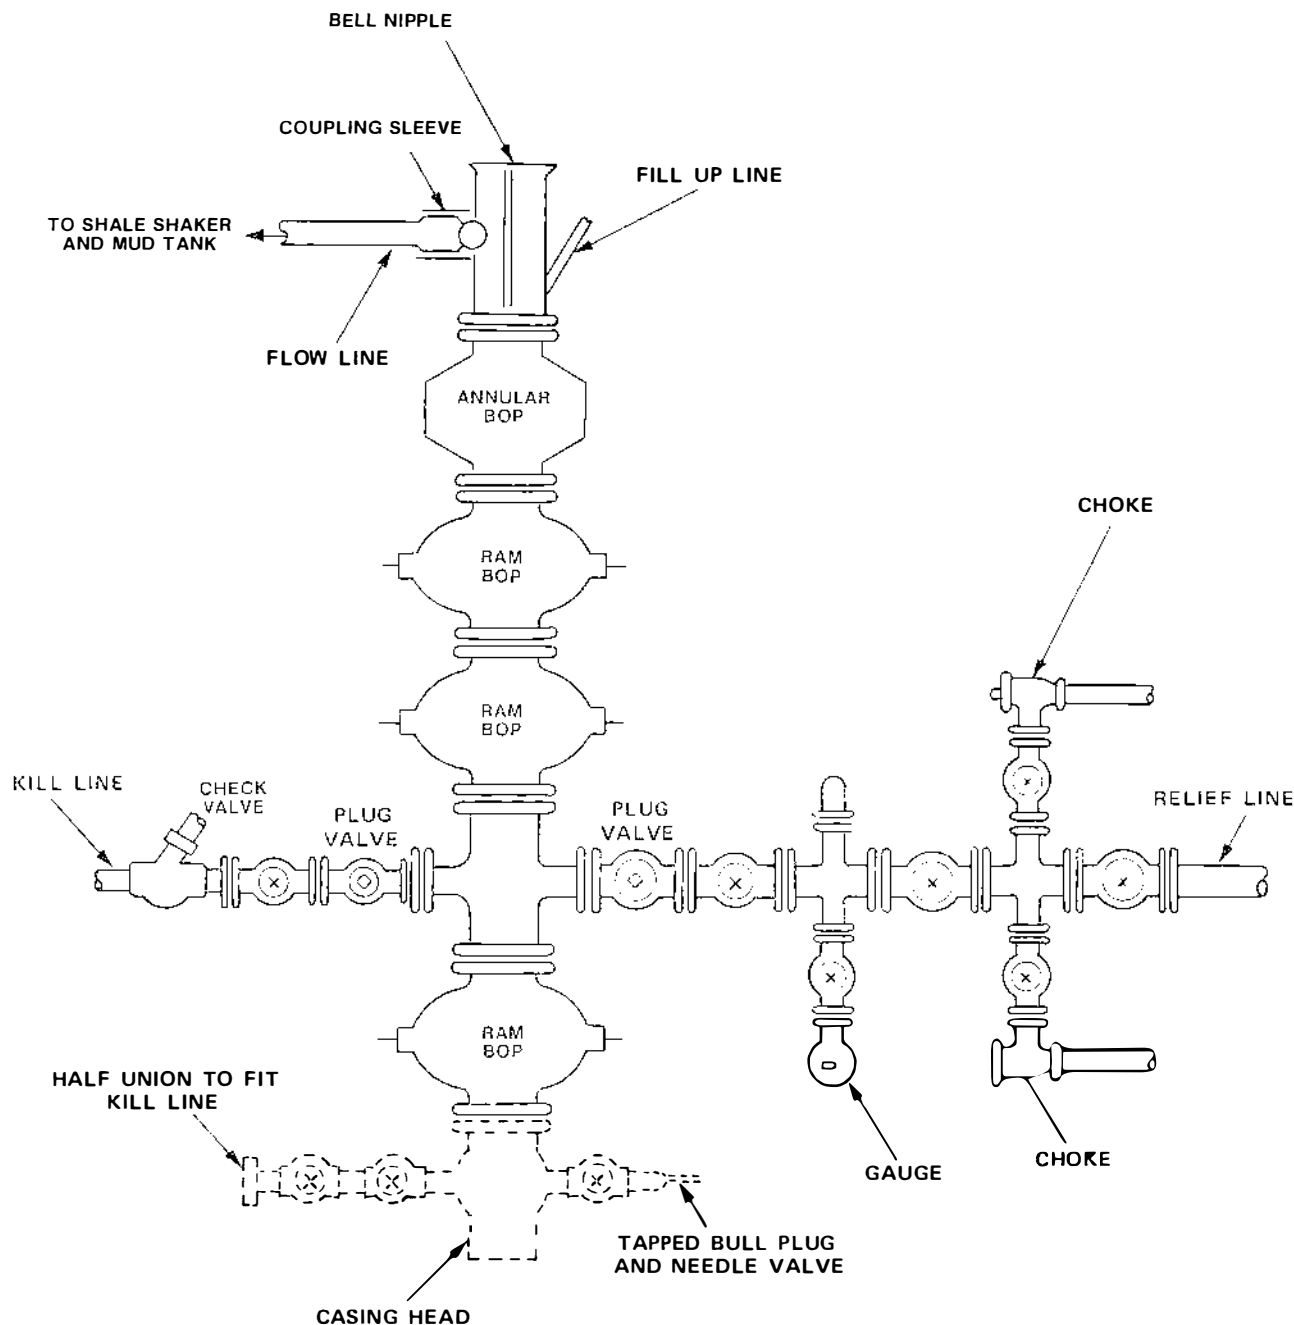 BELL NIPPLE
COUPLING SLEEVE
FILL UP LINE
TO SHALE SHAKER
AND MUD TANK
FLOW LINE
ANNULAR
BOP
CHOKE
RAM
BOP
RAM
BOP
KILL LINE
CHECK
VALVE
PLUG
VALVE
PLUG
VALVE
RELIEF LINE
RAM
BOP
HALF UNION TO FIT
KILL LINE
GAUGE
CHOKE
TAPPED BULL PLUG
AND NEEDLE VALVE
CASING HEAD